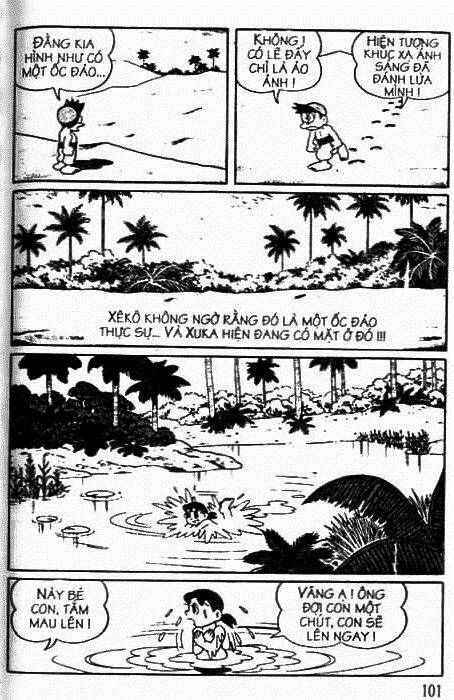 ĐẰNG KIA
HÌNH NHƯ CÓ
MỘT ỐC ĐẢO...
KHÔNG !
CÓ LẼ ĐẤY
CHỈ LÀ ẢO
ẢNH !
HIỆN TƯỢNG
KHÚC XẠ ÁNH
SÁNG ĐÃ
ĐÁNH LỪA
MÌNH !
XÊKÔ KHÔNG NGỜ RẰNG ĐÓ LÀ MỘT ỐC ĐẢO
THỰC SỰ... VÀ XUKA HIỆN ĐANG CÓ MẶT Ở ĐÓ !!!
NÀY BÉ
CON, TẮM
MAU LÊN !
VÂNG Ạ ! ÔNG
ĐỢI CON MỘT
CHÚT, CON SẼ
LÊN NGAY !
101